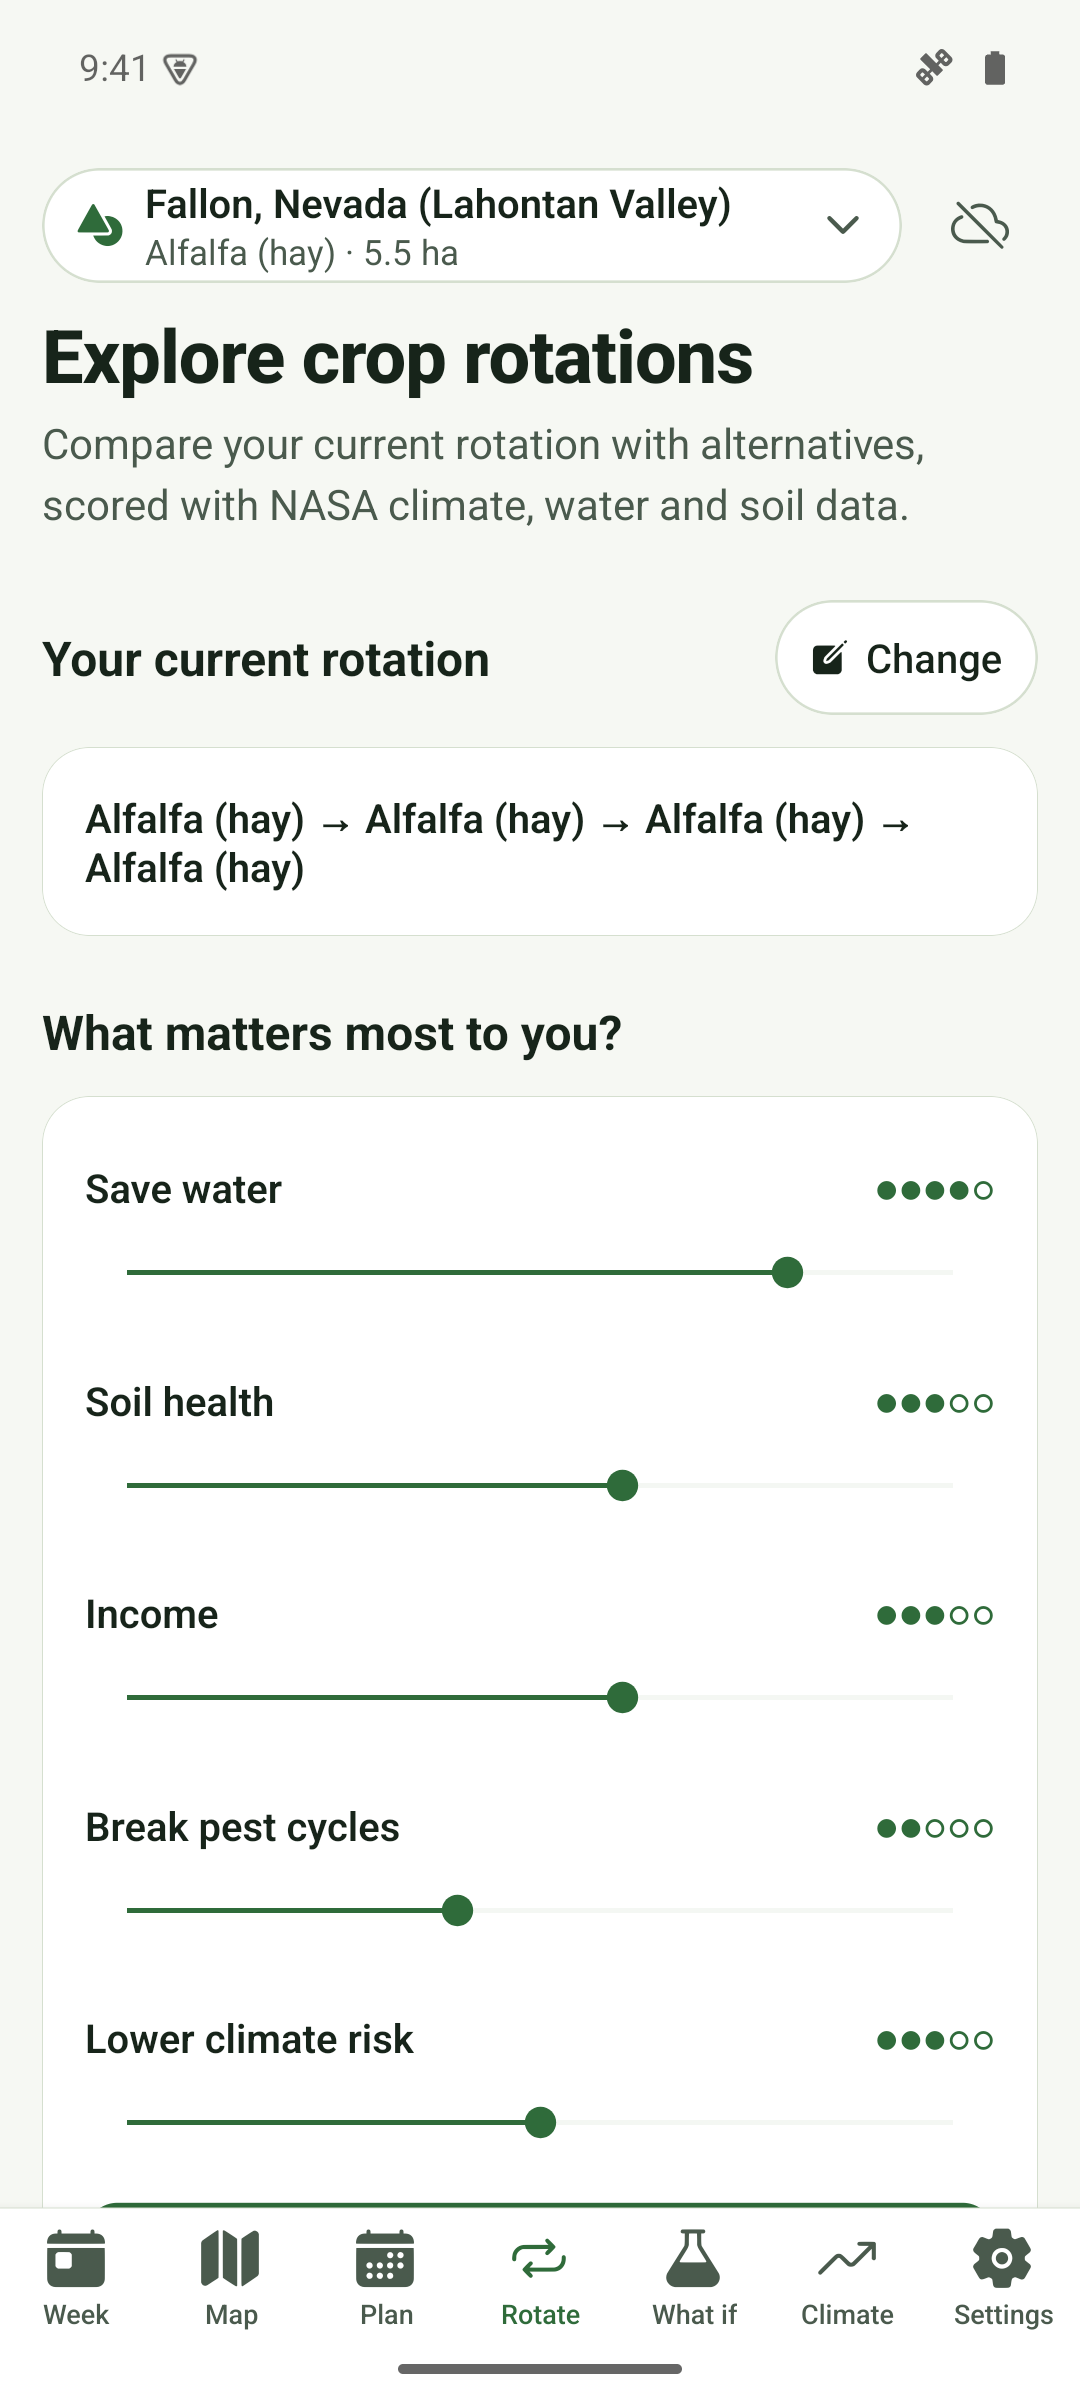 9:41
Fallon, Nevada (Lahontan Valley)
Alfalfa (hay) · 5.5 ha
Explore crop rotations
Compare your current rotation with alternatives,
scored with NASA climate, water and soil data.
Your current rotation
Change
Alfalfa (hay) → Alfalfa (hay) → Alfalfa (hay) →
Alfalfa (hay)
What matters most to you?
Save water
Soil health
Income
Break pest cycles
Lower climate risk
Week
Map
Plan
Rotate
What if
Climate
Settings